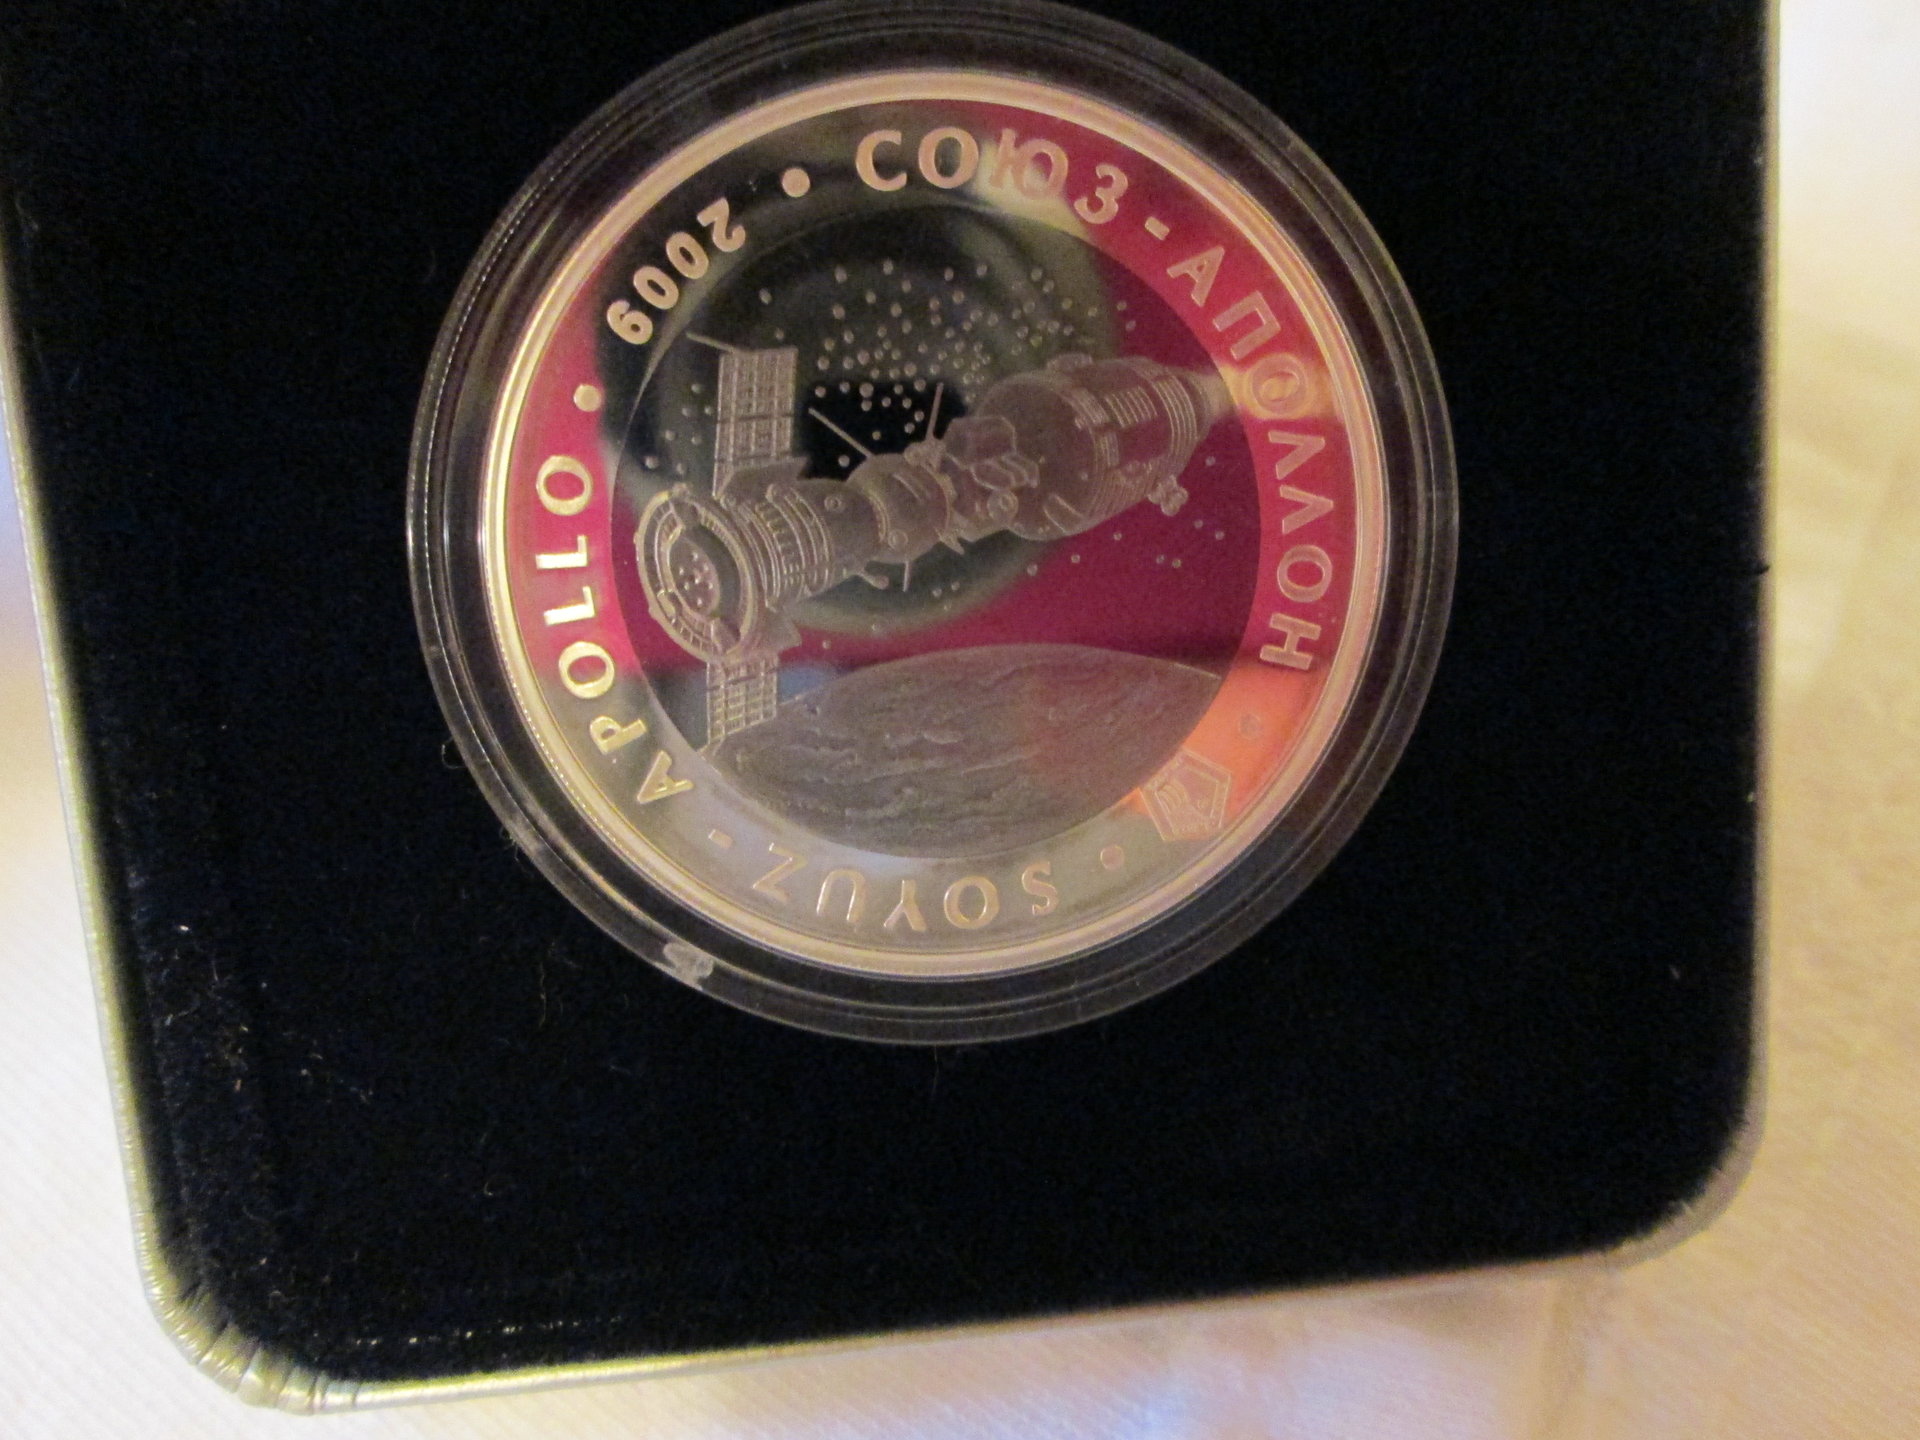 СОЮЗ - АПОЛЛОН
SOYUZ - APOLLO
2009